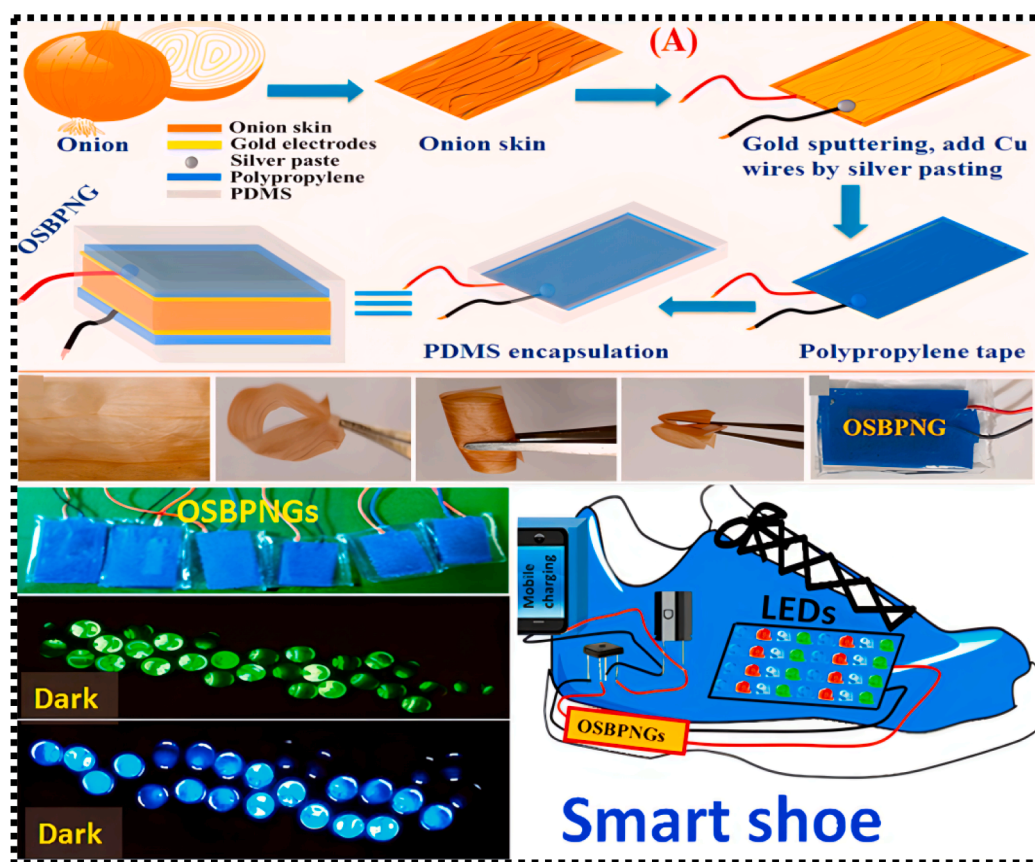 (A)
Onion
Onion skin
Gold electrodes
Silver paste
Polypropylene
PDMS
Onion skin
Gold sputtering, add Cu
wires by silver pasting
OSBPNG
PDMS encapsulation
Polypropylene tape
OSBPNG
OSBPNGs
Dark
Dark
Mobile
charging
LEDs
OSBPNGs
Smart shoe